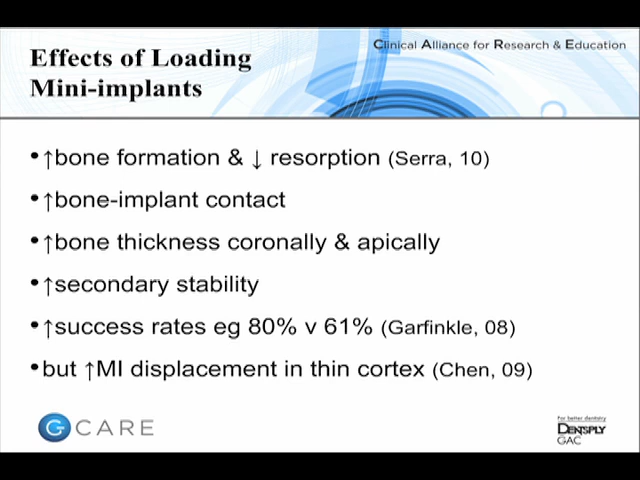 Clinical Alliance for Research & Education
Effects of Loading
Mini-implants
•↑bone formation & ↓ resorption (Serra, 10)
•↑bone-implant contact
•↑bone thickness coronally & apically
•↑secondary stability
•↑success rates eg 80% v 61% (Garfinkle, 08)
•but ↑MI displacement in thin cortex (Chen, 09)
G CARE
For better dentistry
DENTSPLY
GAC